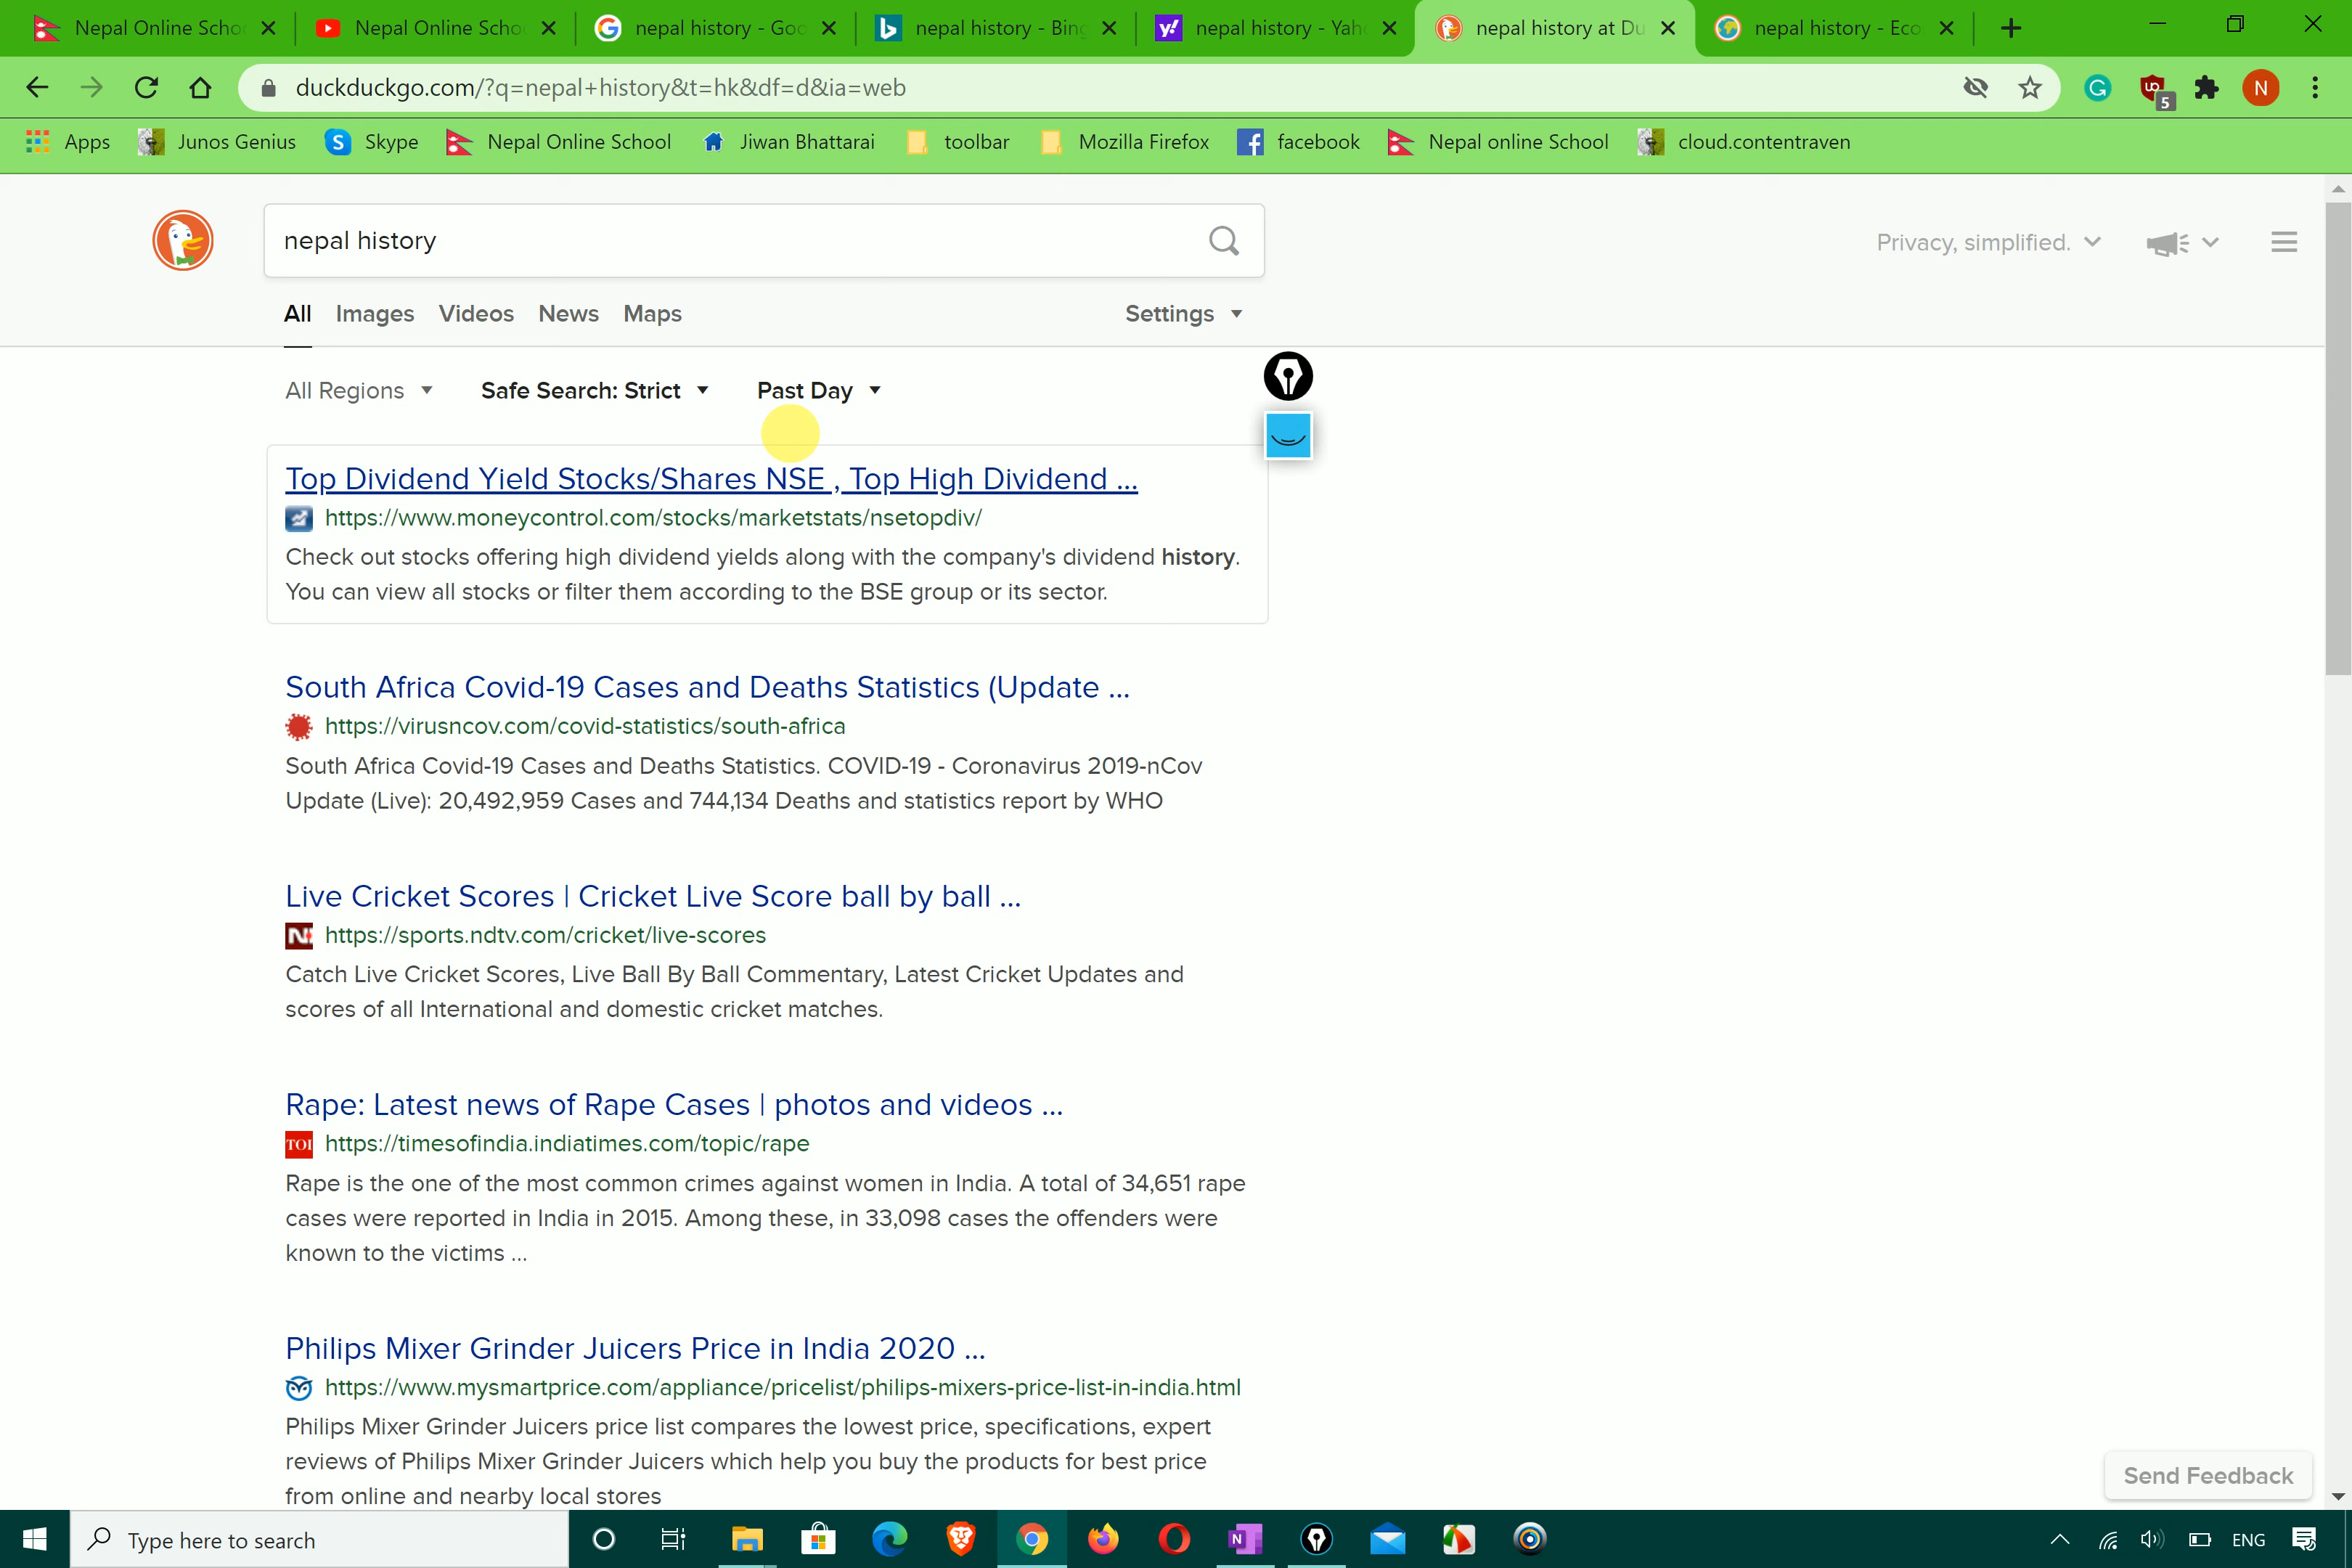 Nepal Online Scho
Nepal Online Scho
nepal history - Goo
nepal history - Bing
nepal history - Yah
nepal history at Du
nepal history - Eco
duckduckgo.com/?q=nepal+history&t=hk&df=d&ia=web
5
N
Apps
Junos Genius
Skype
Nepal Online School
Jiwan Bhattarai
toolbar
Mozilla Firefox
facebook
Nepal online School
cloud.contentraven
nepal history
Privacy, simplified.
All Images Videos News Maps
Settings
All Regions
Safe Search: Strict
Past Day
Top Dividend Yield Stocks/Shares NSE , Top High Dividend ...
https://www.moneycontrol.com/stocks/marketstats/nsetopdiv/
Check out stocks offering high dividend yields along with the company's dividend history.
You can view all stocks or filter them according to the BSE group or its sector.
South Africa Covid-19 Cases and Deaths Statistics (Update ...
https://virusncov.com/covid-statistics/south-africa
South Africa Covid-19 Cases and Deaths Statistics. COVID-19 - Coronavirus 2019-nCov
Update (Live): 20,492,959 Cases and 744,134 Deaths and statistics report by WHO
Live Cricket Scores | Cricket Live Score ball by ball ...
https://sports.ndtv.com/cricket/live-scores
Catch Live Cricket Scores, Live Ball By Ball Commentary, Latest Cricket Updates and
scores of all International and domestic cricket matches.
Rape: Latest news of Rape Cases | photos and videos ...
TOI https://timesofindia.indiatimes.com/topic/rape
Rape is the one of the most common crimes against women in India. A total of 34,651 rape
cases were reported in India in 2015. Among these, in 33,098 cases the offenders were
known to the victims ...
Philips Mixer Grinder Juicers Price in India 2020 ...
https://www.mysmartprice.com/appliance/pricelist/philips-mixers-price-list-in-india.html
Philips Mixer Grinder Juicers price list compares the lowest price, specifications, expert
reviews of Philips Mixer Grinder Juicers which help you buy the products for best price
from online and nearby local stores
Send Feedback
Type here to search
ENG